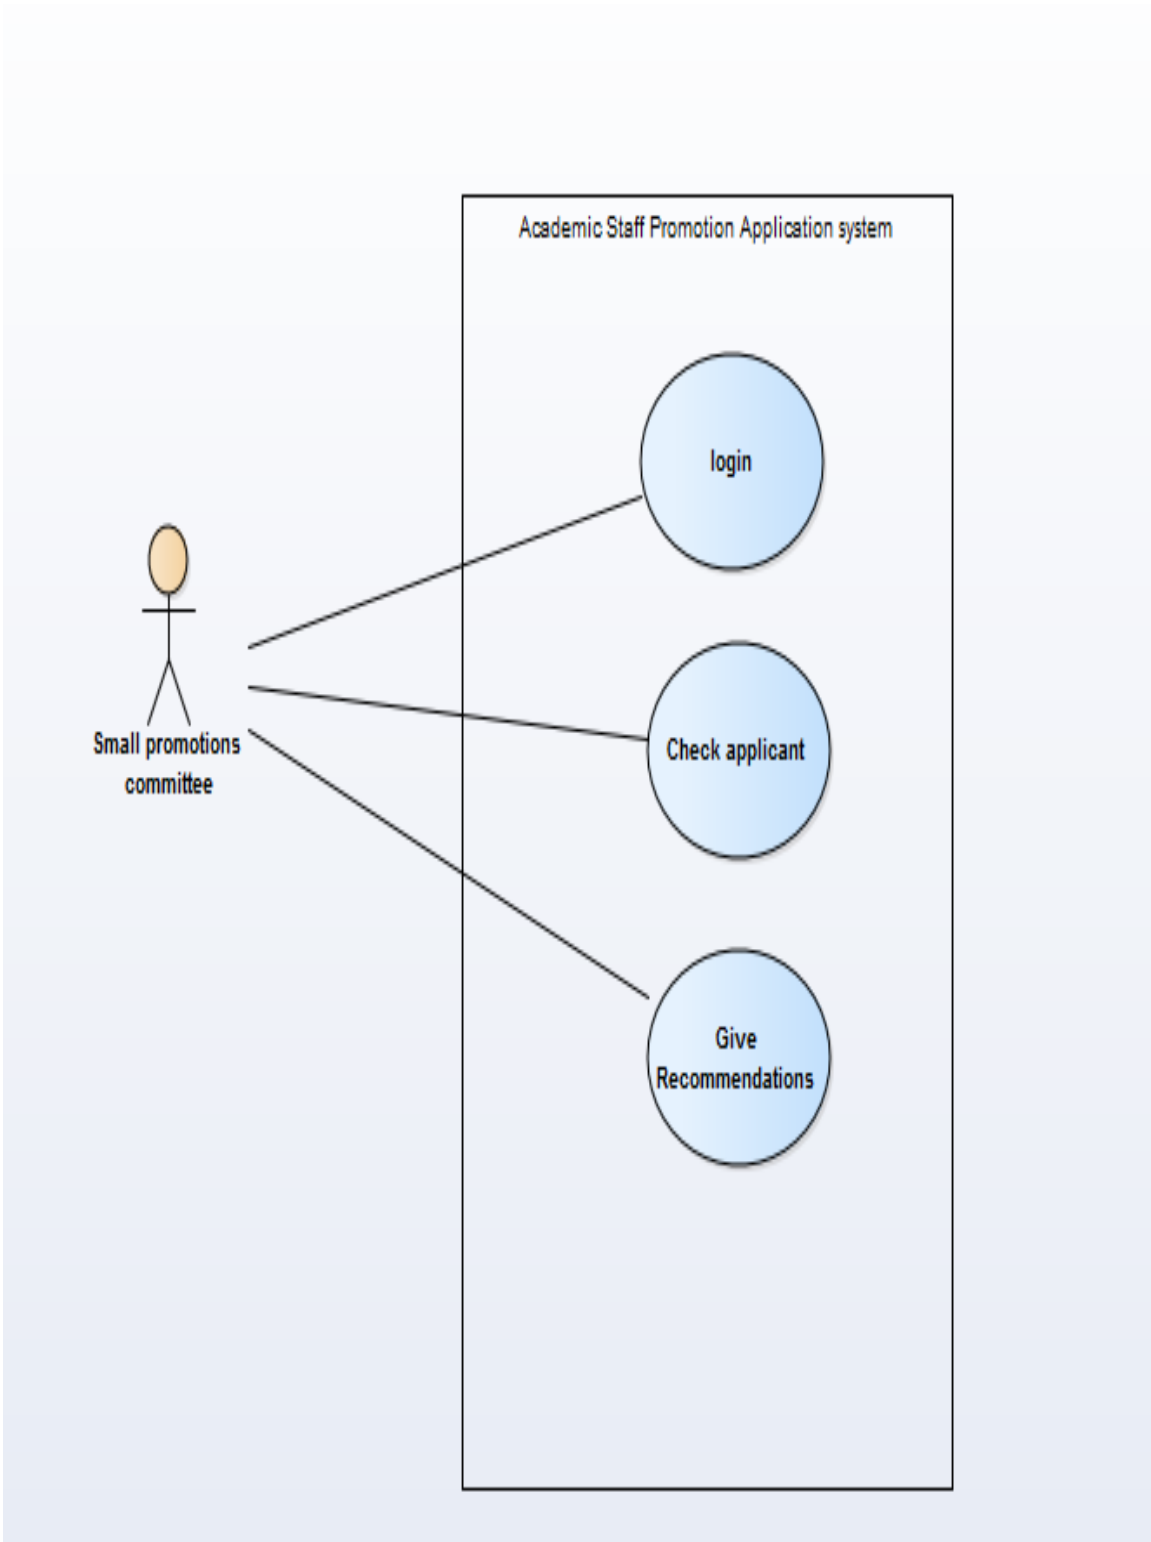 Academic Staff Promotion Application system
login
Small promotions
committee
Check applicant
Give
Recommendations